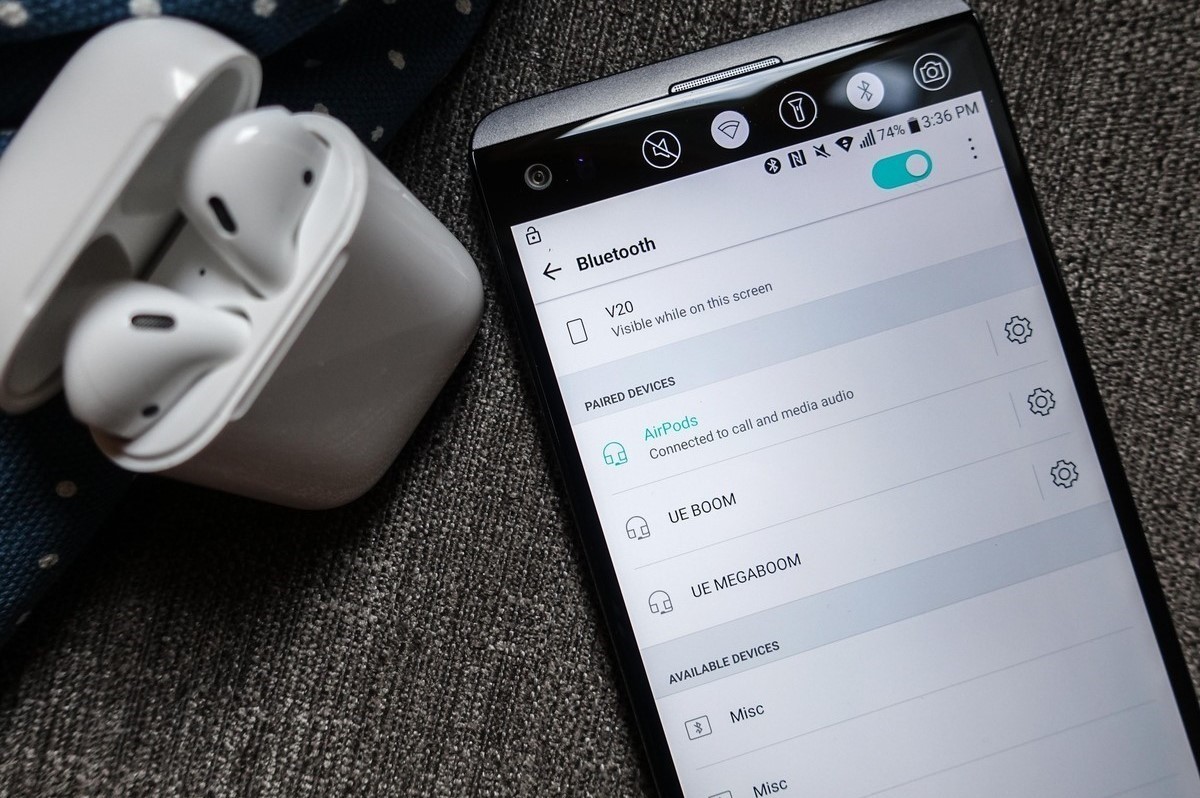 74% 3:36 PM
Bluetooth
V20
Visible while on this screen
PAIRED DEVICES
AirPods
Connected to call and media audio
UE BOOM
UE MEGABOOM
AVAILABLE DEVICES
Misc
Misc